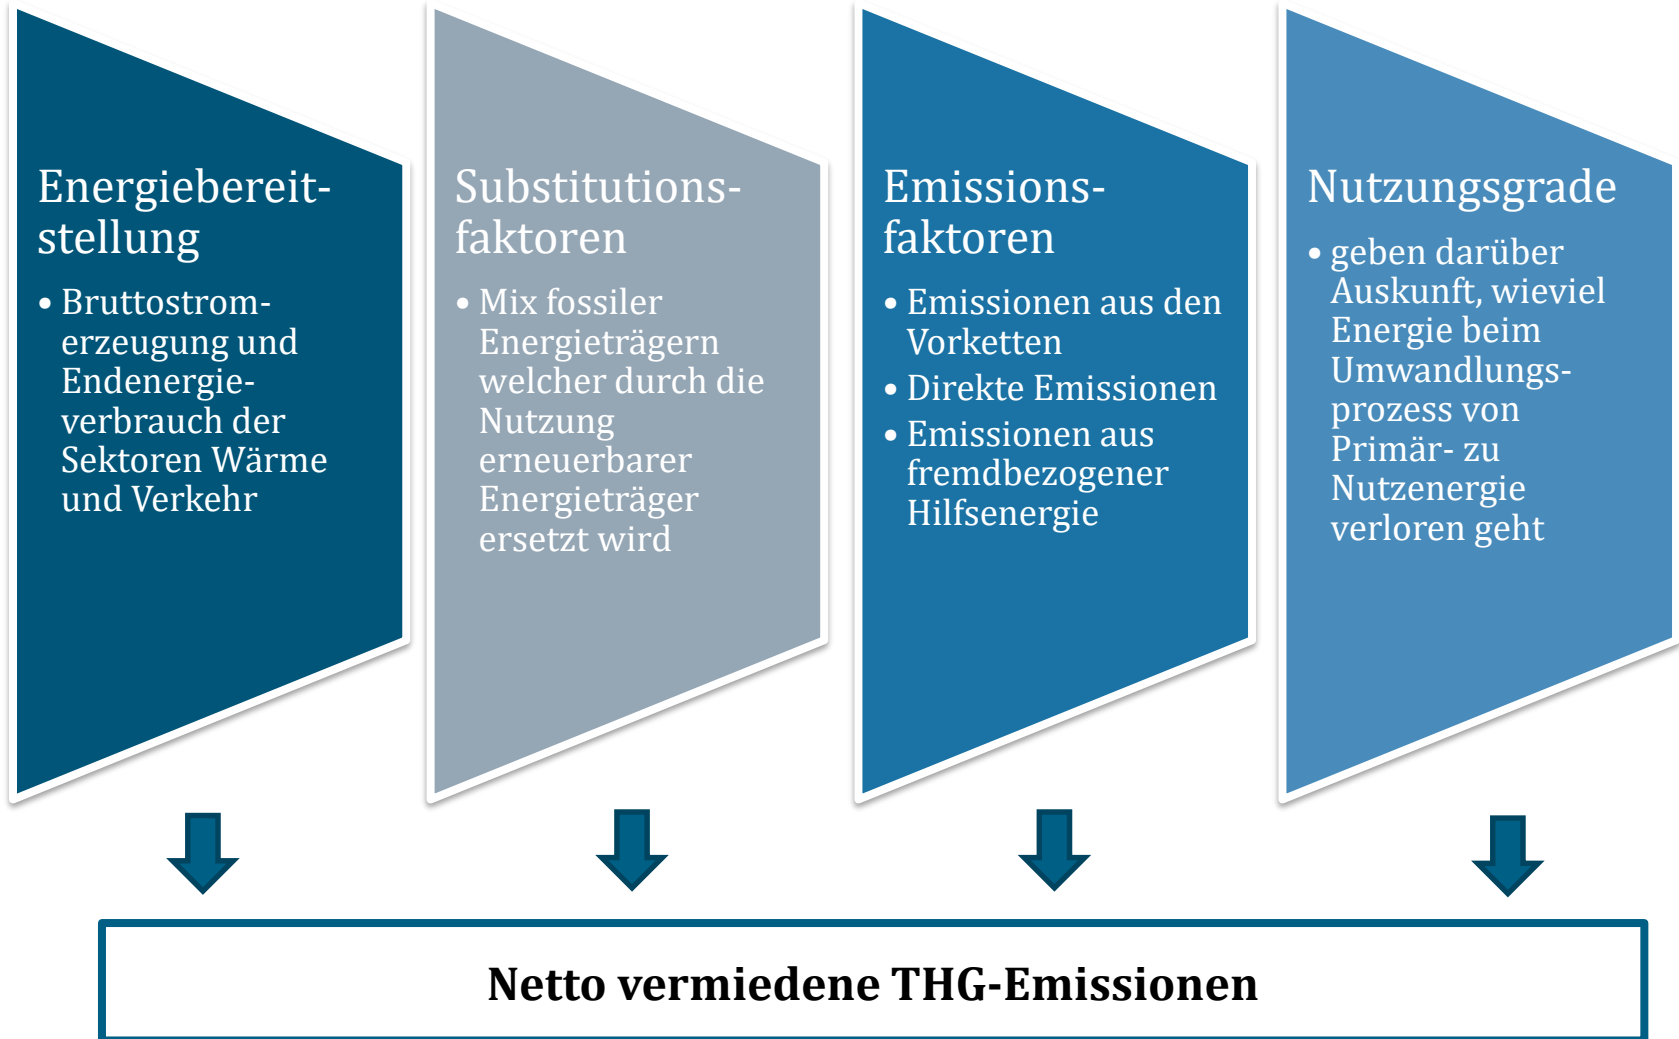 Energiebereit-
stellung
• Bruttostrom-
erzeugung und
Endenergie-
verbrauch der
Sektoren Wärme
und Verkehr
Substitutions-
faktoren
• Mix fossiler
Energieträgern
welcher durch die
Nutzung
erneuerbarer
Energieträger
ersetzt wird
Emissions-
faktoren
• Emissionen aus den
Vorketten
• Direkte Emissionen
• Emissionen aus
fremdbezogener
Hilfsenergie
Nutzungsgrade
• geben darüber
Auskunft, wieviel
Energie beim
Umwandlungs-
prozess von
Primär- zu
Nutzenergie
verloren geht
Netto vermiedene THG-Emissionen